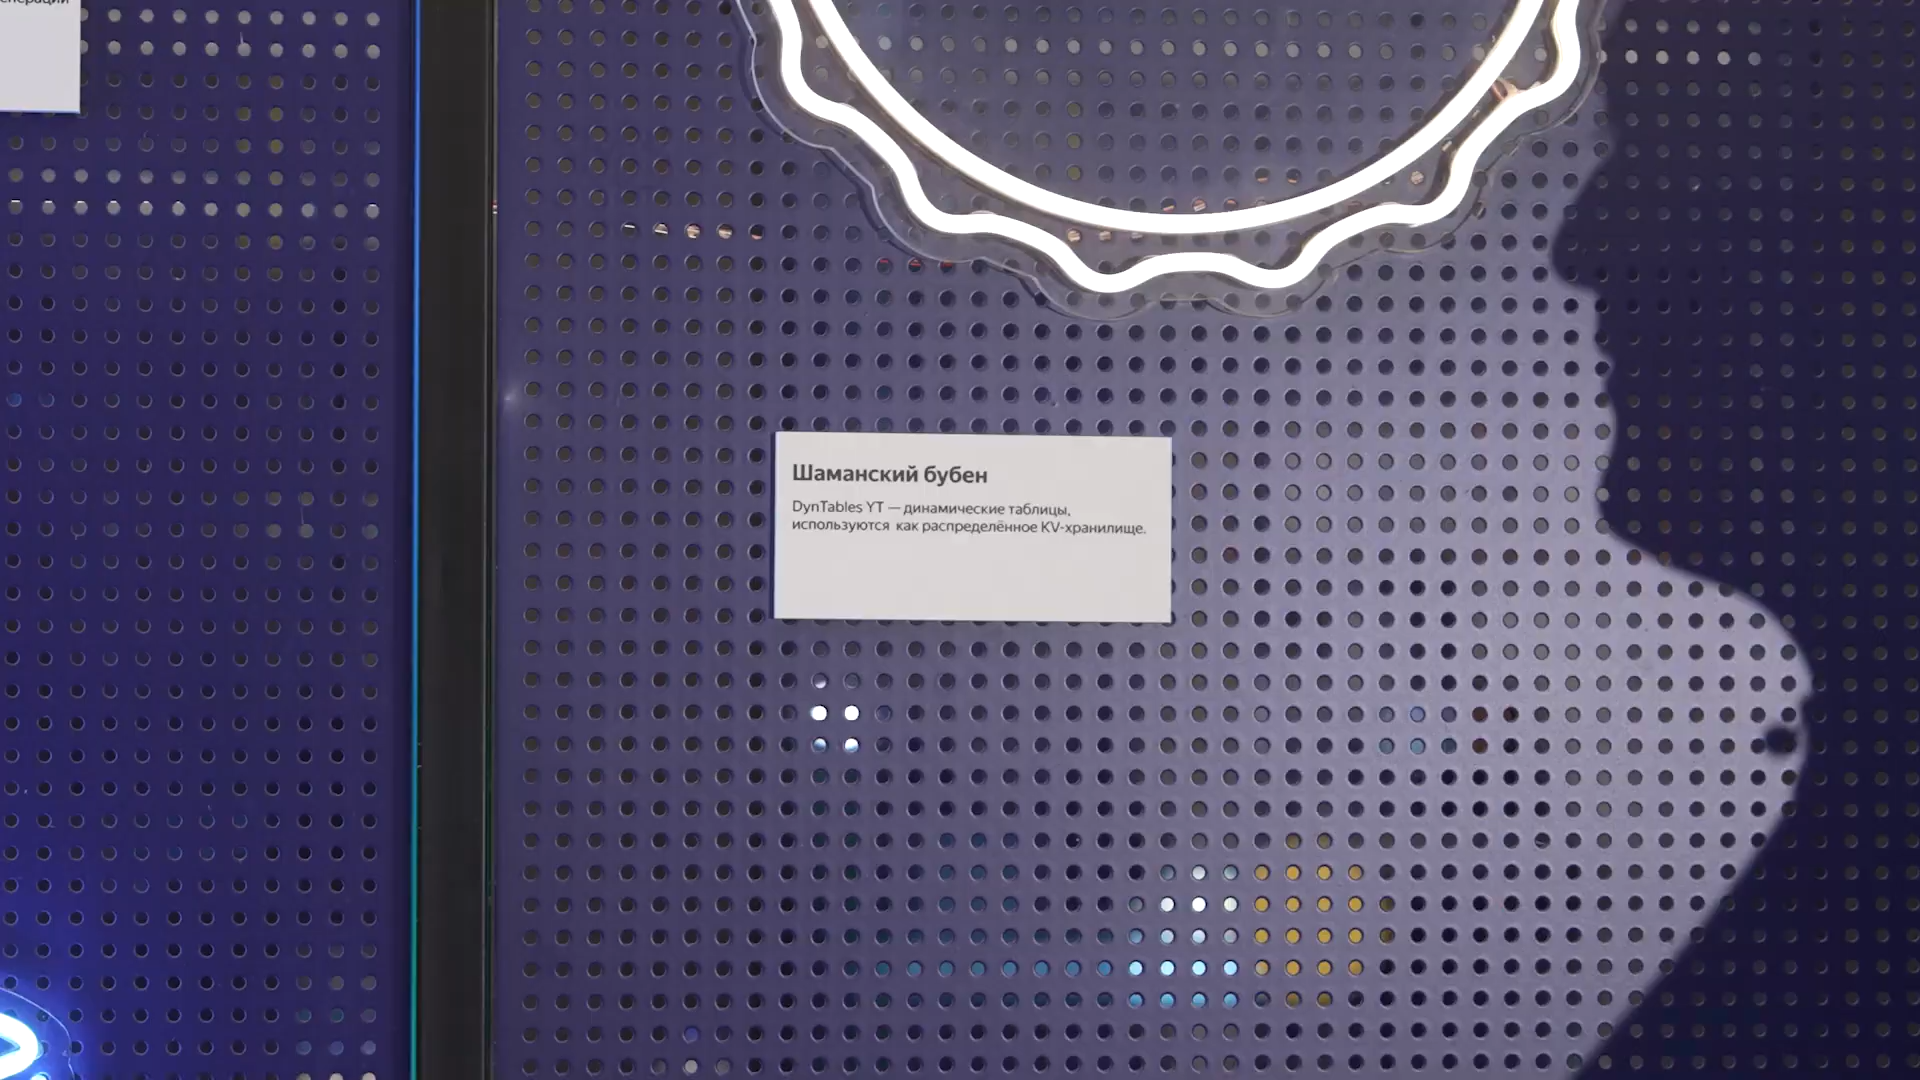 Шаманский бубен
DynTables YT — динамические таблицы,
используются как распределённое KV-хранилище.